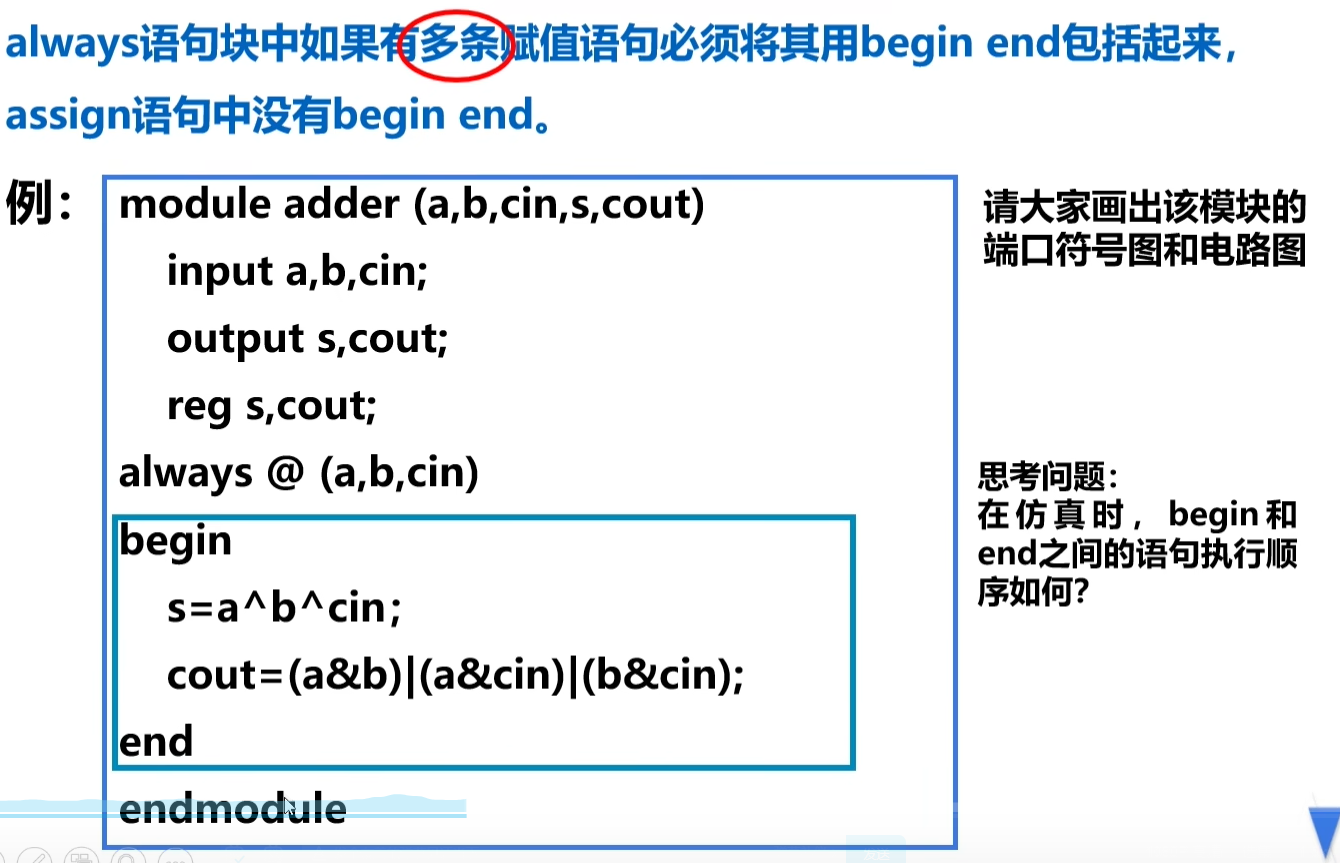 always语句块中如果有多条赋值语句必须将其用begin end包括起来，
assign语句中没有begin end。
例：
module adder (a,b,cin,s,cout)
input a,b,cin;
output s,cout;
reg s,cout;
always @ (a,b,cin)
begin
s=a^b^cin;
cout=(a&b)|(a&cin)|(b&cin);
end
endmodule
请大家画出该模块的
端口符号图和电路图
思考问题：
在仿真时，begin和
end之间的语句执行顺
序如何？